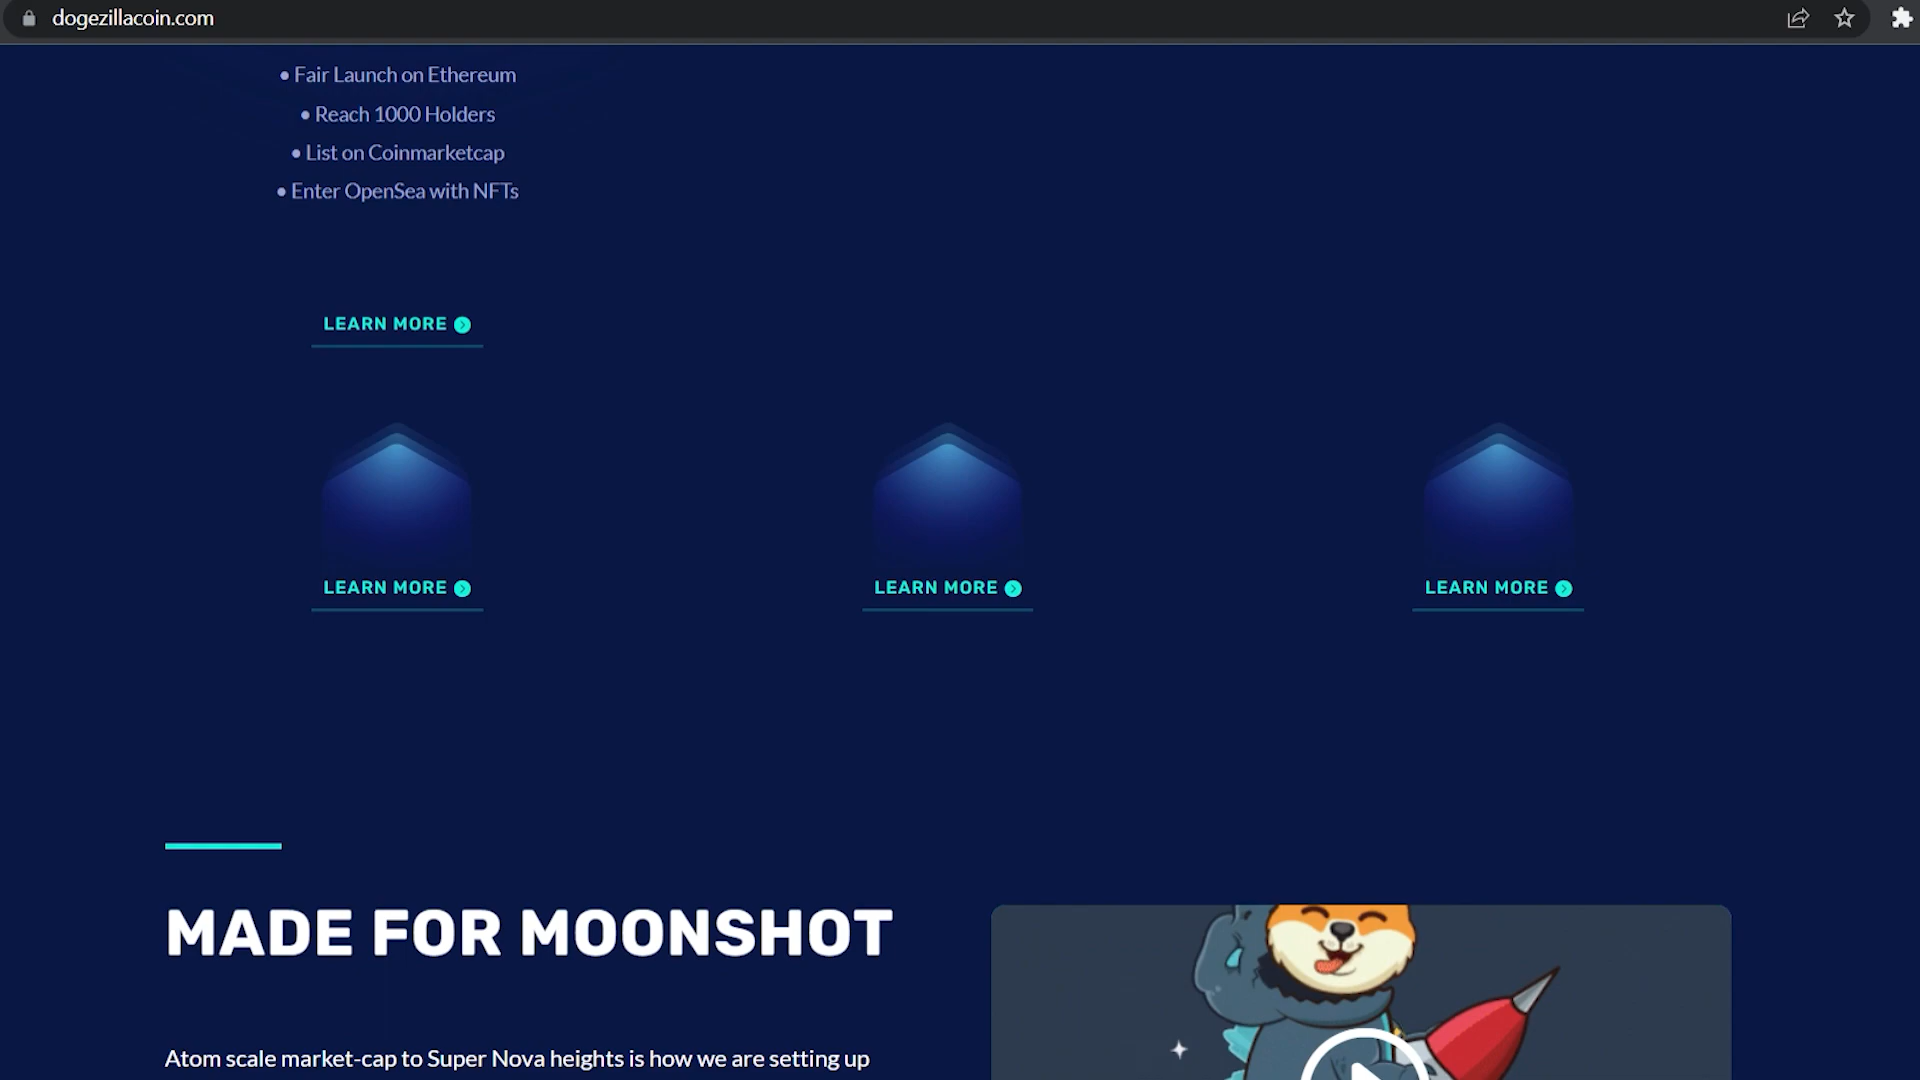 dogezillacoin.com
• Fair Launch on Ethereum
• Reach 1000 Holders
• List on Coinmarketcap
• Enter OpenSea with NFTs
LEARN MORE
LEARN MORE
LEARN MORE
LEARN MORE
MADE FOR MOONSHOT
Atom scale market-cap to Super Nova heights is how we are setting up